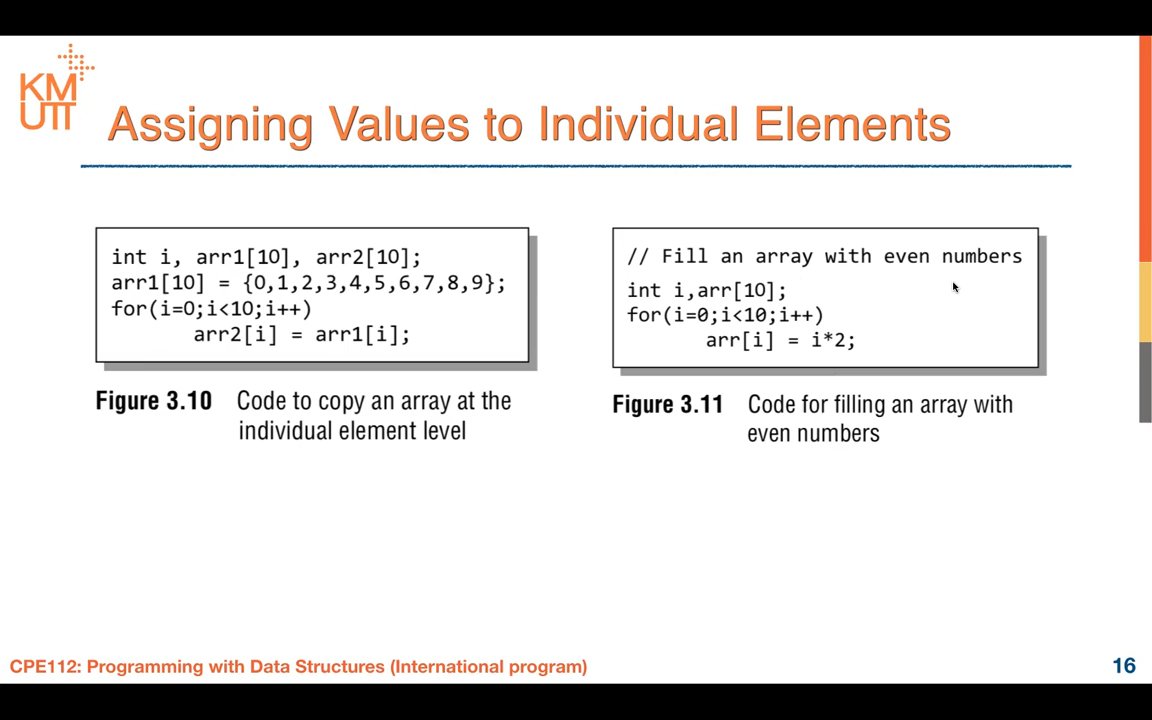 KM
UTT
Assigning Values to Individual Elements
int i, arr1[10], arr2[10];
arr1[10] = {0,1,2,3,4,5,6,7,8,9};
for(i=0;i<10;i++)
arr2[i] = arr1[i];
Figure 3.10 Code to copy an array at the
individual element level
// Fill an array with even numbers
int i,arr[10];
for(i=0;i<10;i++)
arr[i] = i*2;
Figure 3.11 Code for filling an array with
even numbers
CPE112: Programming with Data Structures (International program)
16